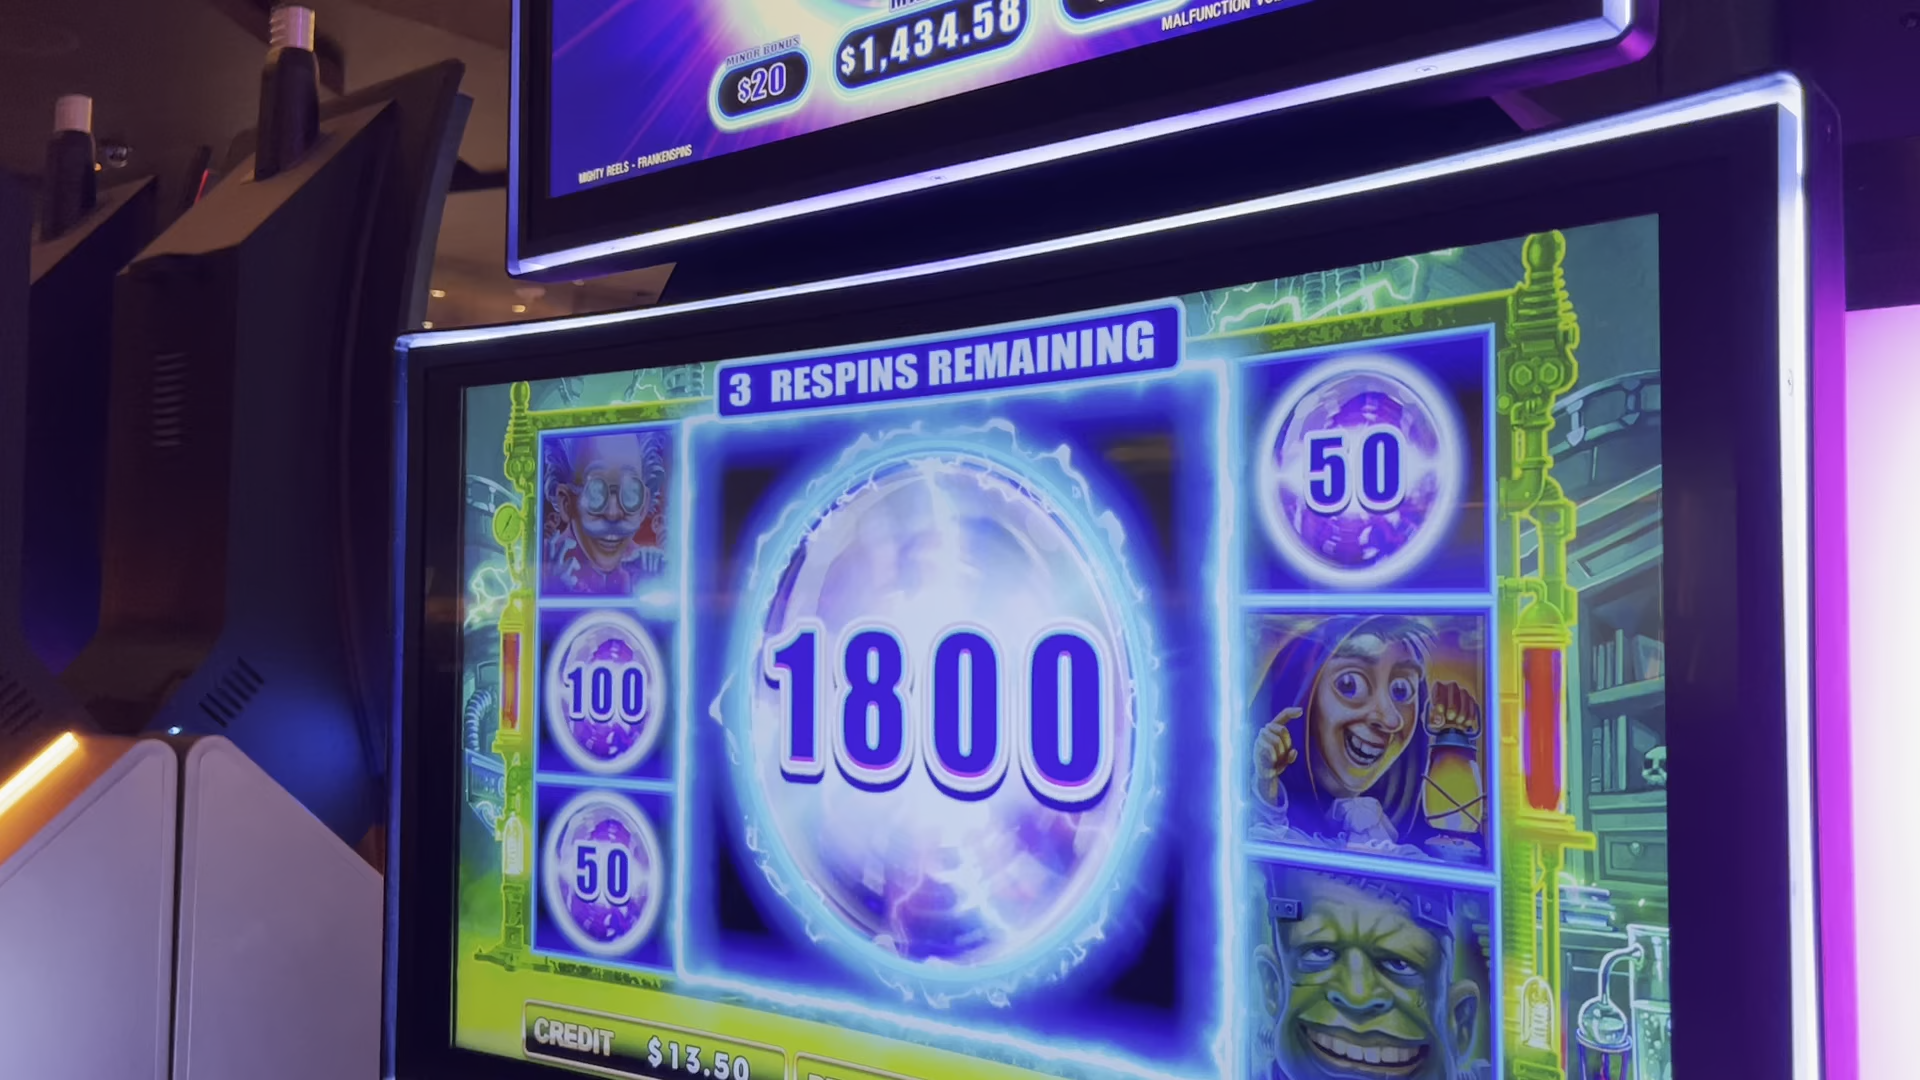 MINOR BONUS
$20
$1,434.58
MALFUNCTION
MIGHTY REELS - FRANKENSPINS
3 RESPINS REMAINING
50
1800
100
50
CREDIT $13.50